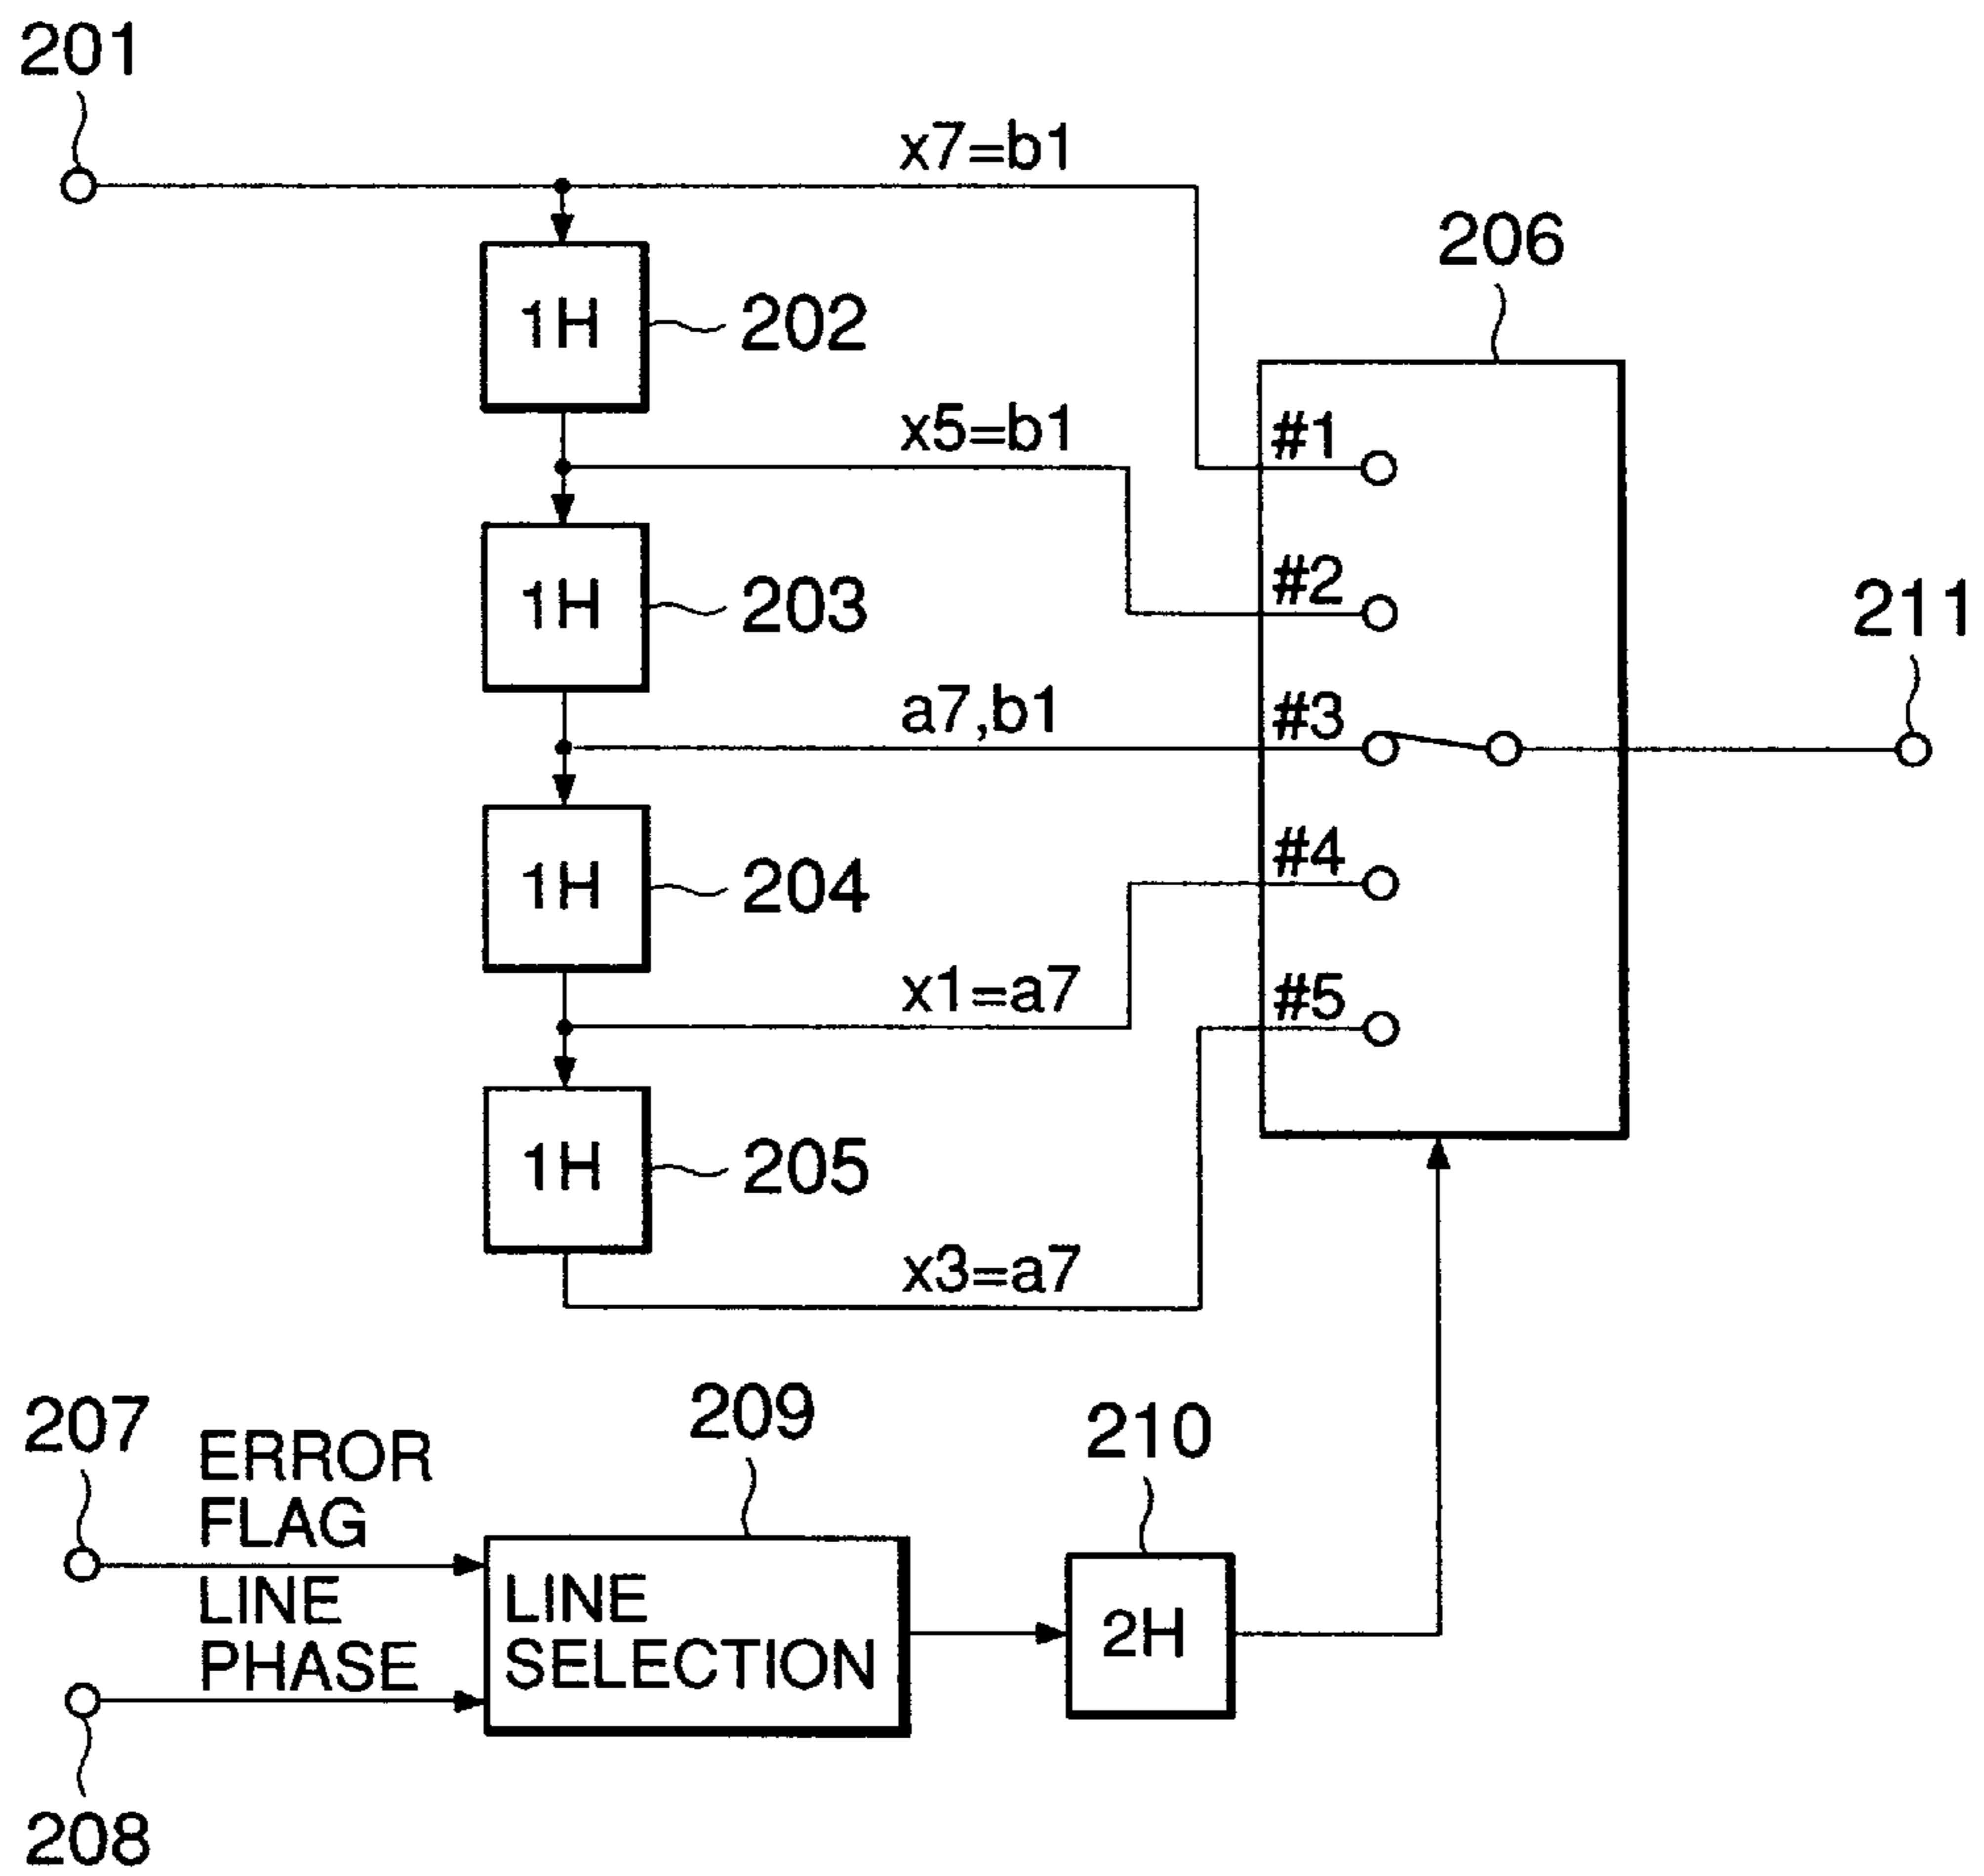 201
x7=b1
206
1H
202
x5=b1
#1
1H
203
#2
211
a7,b1
#3
1H
204
#4
x1=a7
#5
1H
205
x3=a7
207
ERROR
FLAG
209
210
LINE
PHASE
LINE
SELECTION
2H
208